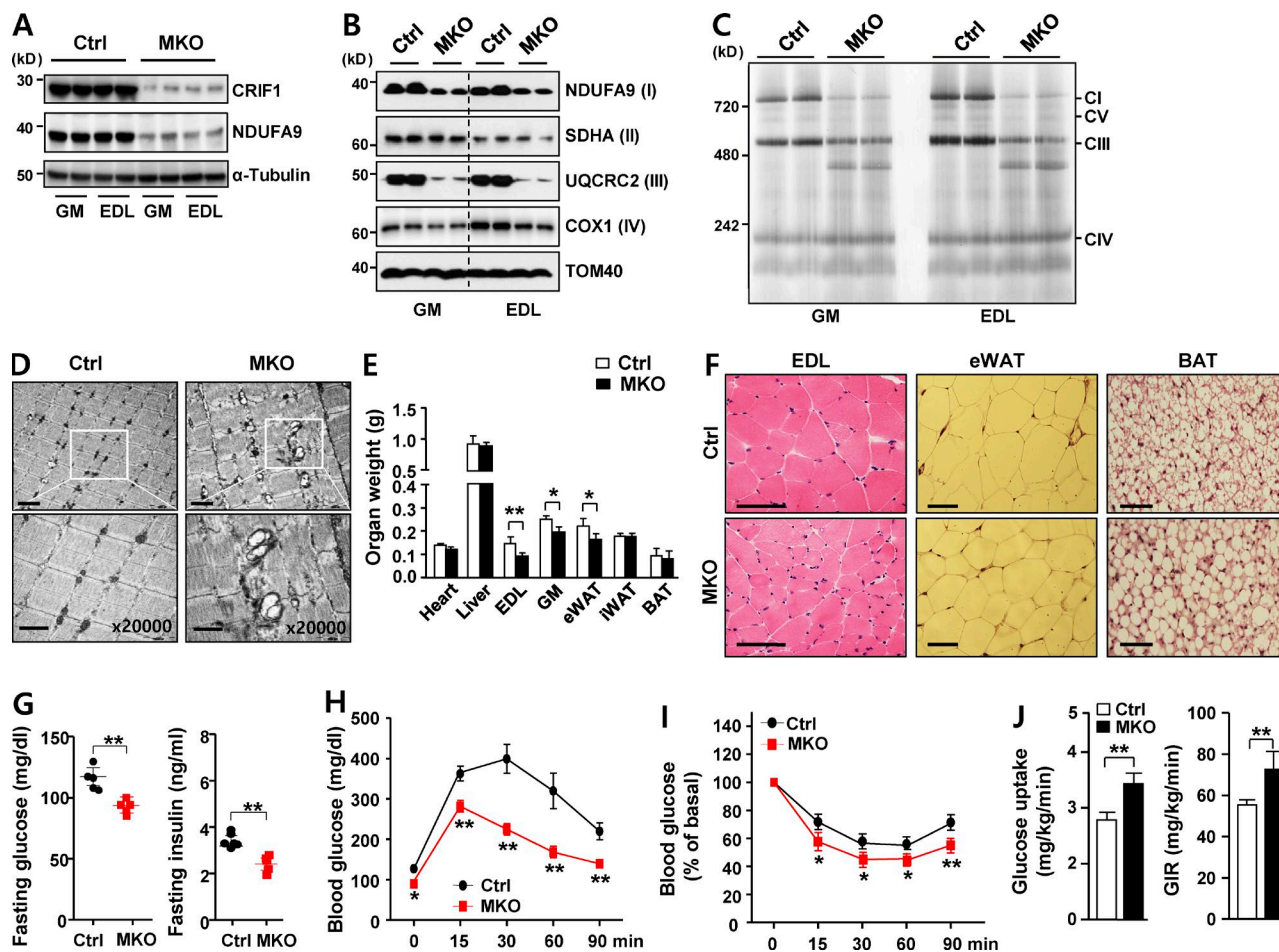 A
Ctrl MKO
(kD)
30
CRIF1
40
NDUFA9
50
α-Tubulin
GM EDL GM EDL
B
Ctrl MKO Ctrl MKO
(kD)
40
NDUFA9 (I)
60
SDHA (II)
50
UQCRC2 (III)
60
COX1 (IV)
40
TOM40
GM EDL
C
Ctrl MKO Ctrl MKO
(kD)
720
480
242
CI
CV
CIII
CIV
GM EDL
D
Ctrl MKO
x20000 x20000
E
Ctrl
MKO
Organ weight (g)
1.5
1.0
0.5
0.4
0.3
0.2
0.1
0.0
** * *
Heart Liver EDL GM eWAT iWAT BAT
F
EDL eWAT BAT
Ctrl
MKO
G
Fasting glucose (mg/dl)
150
100
50
0
**
Ctrl MKO
Fasting insulin (ng/ml)
8
6
4
2
0
**
Ctrl MKO
H
Blood glucose (mg/dl)
500
400
300
200
100
0
* ** ** ** **
Ctrl
MKO
0 15 30 60 90 min
I
Blood glucose
(% of basal)
140
120
100
80
60
40
20
0
Ctrl
MKO
* * * **
0 15 30 60 90 min
J
Ctrl
MKO
Glucose uptake
(mg/kg/min)
5
4
3
2
1
0
**
GIR (mg/kg/min)
100
80
60
40
20
0
**